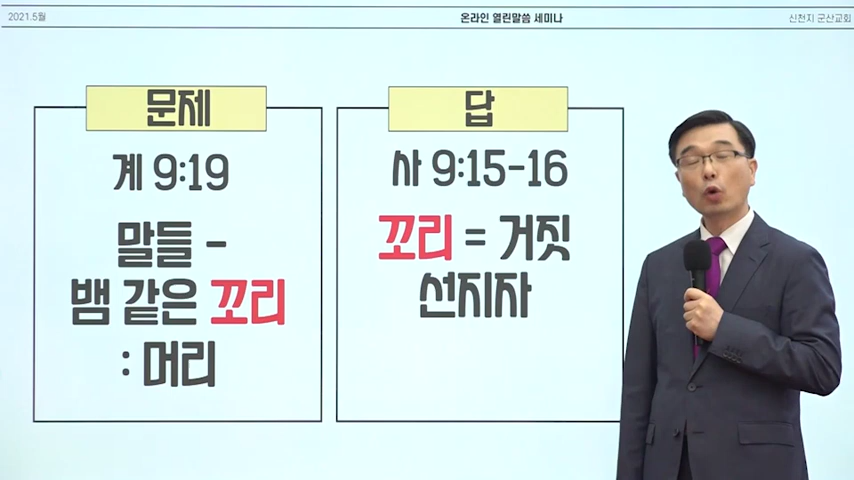 2021.5월
온라인 열린말씀 세미나
신천지 군산교회
문제
계 9:19
말들 -
뱀 같은 꼬리
: 머리
답
사 9:15-16
꼬리 = 거짓
선지자